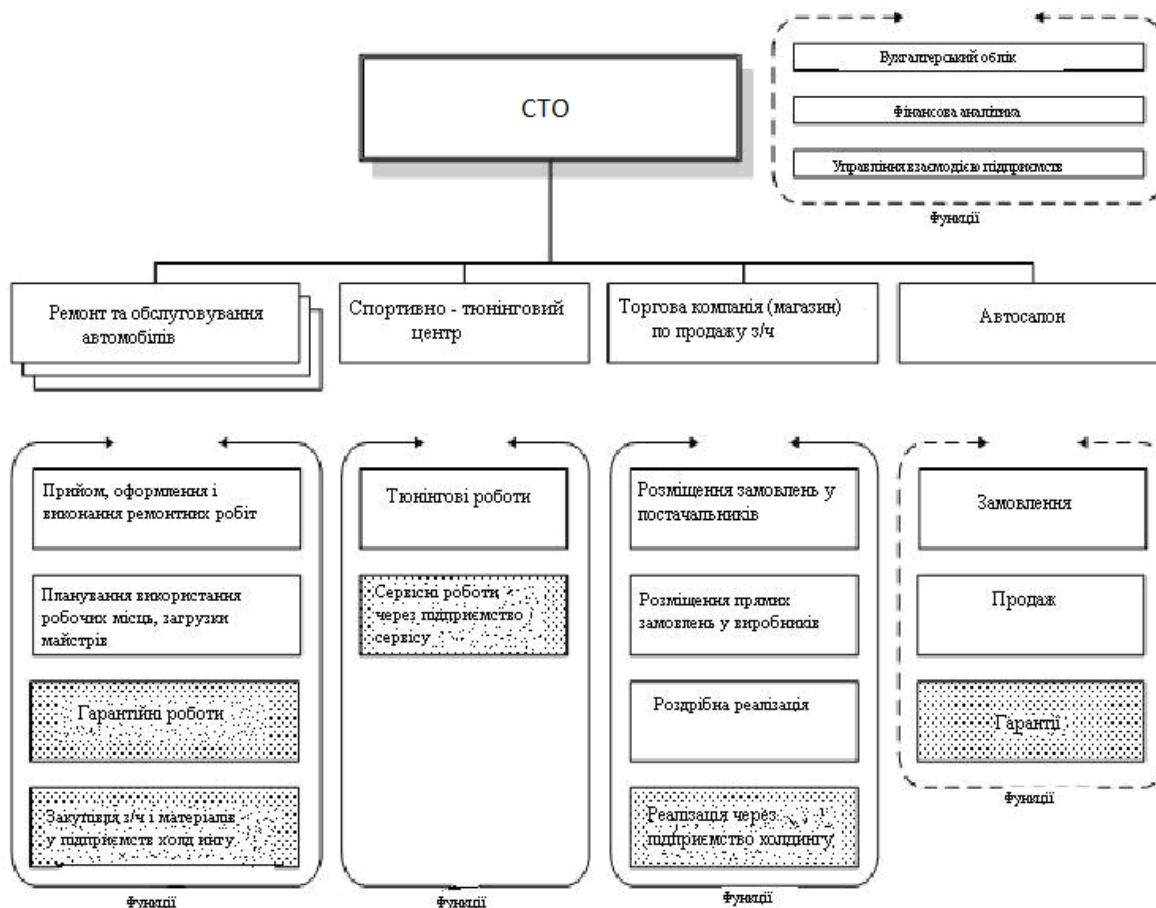 СТО
Бухгалтерський облік
Фінансова аналітика
Управління взаємодією підприємств
Функції
Ремонт та обслуговування
автомобілів
Спортивно - тюнінговий
центр
Торгова компанія (магазин)
по продажу з/ч
Автосалон
Прийом, оформлення і
виконання ремонтних робіт
Планування використання
робочих місць, загрузки
майстрів
Гарантійні роботи
Закупівля з/ч і матеріалів
у підприємств холд ингу
Функції
Тюнінгові роботи
Сервісні роботи
через підприємство
сервісу
Функції
Розміщення замовлень у
постачальників
Розміщення прямих
замовлень у виробників
Роздрібна реалізація
Реалізація через
підприємство холдингу
Функції
Замовлення
Продаж
Гарантії
Функції